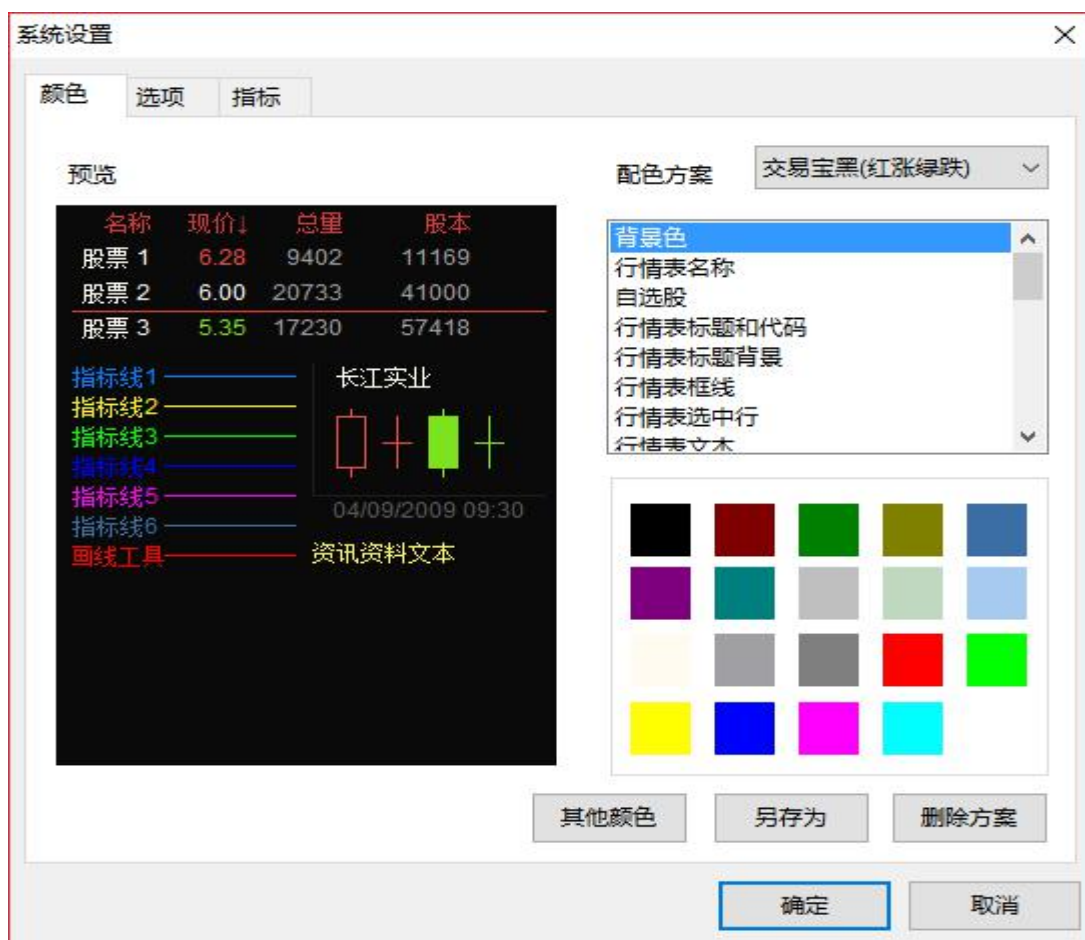 系统设置
颜色 选项 指标
预览
配色方案 交易宝黑(红涨绿跌)
名称 现价↓ 总量 股本
股票 1 6.28 9402 11169
股票 2 6.00 20733 41000
股票 3 5.35 17230 57418
指标线1
指标线2
指标线3
指标线4
指标线5
指标线6
画线工具
长江实业
04/09/2009 09:30
资讯资料文本
背景色
行情表名称
自选股
行情表标题和代码
行情表标题背景
行情表框线
行情表选中行
行情表文本
其他颜色 另存为 删除方案
确定 取消